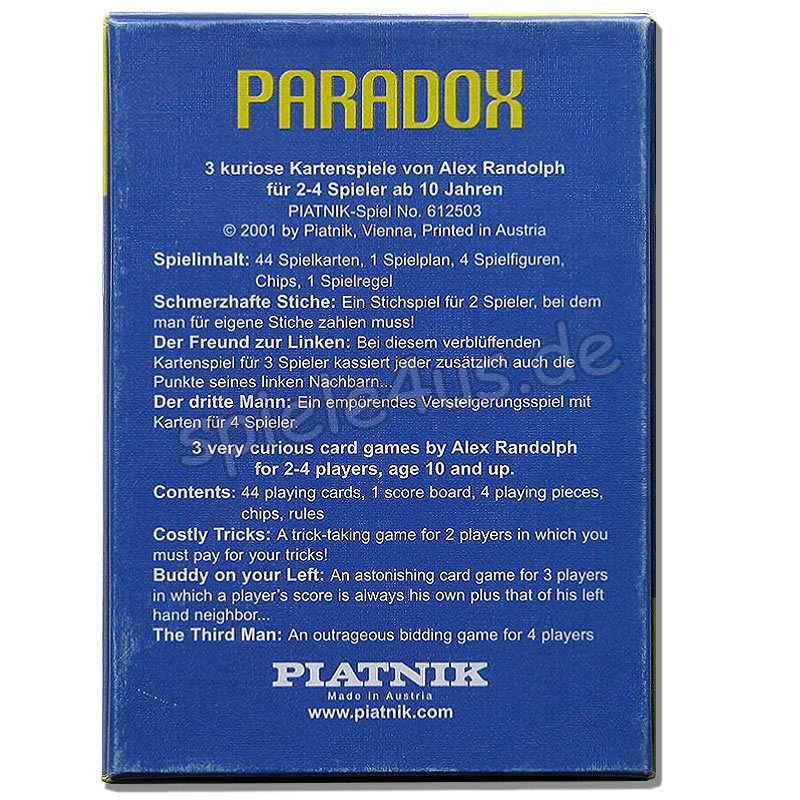 PARADOX
3 kuriose Kartenspiele von Alex Randolph
für 2-4 Spieler ab 10 Jahren
PIATNIK-Spiel No. 612503
© 2001 by Piatnik, Vienna, Printed in Austria
Spielinhalt: 44 Spielkarten, 1 Spielplan, 4 Spielfiguren,
Chips, 1 Spielregel
Schmerzhafte Stiche: Ein Stichspiel für 2 Spieler, bei dem
man für eigene Stiche zahlen muss!
Der Freund zur Linken: Bei diesem verblüffenden
Kartenspiel für 3 Spieler kassiert jeder zusätzlich auch die
Punkte seines linken Nachbarn...
Der dritte Mann: Ein empörendes Versteigerungsspiel mit
Karten für 4 Spieler.
3 very curious card games by Alex Randolph
for 2-4 players, age 10 and up.
Contents: 44 playing cards, 1 score board, 4 playing pieces,
chips, rules
Costly Tricks: A trick-taking game for 2 players in which you
must pay for your tricks!
Buddy on your Left: An astonishing card game for 3 players
in which a player's score is always his own plus that of his left
hand neighbor...
The Third Man: An outrageous bidding game for 4 players
PIATNIK
Made in Austria
www.piatnik.com
spiele4us.de